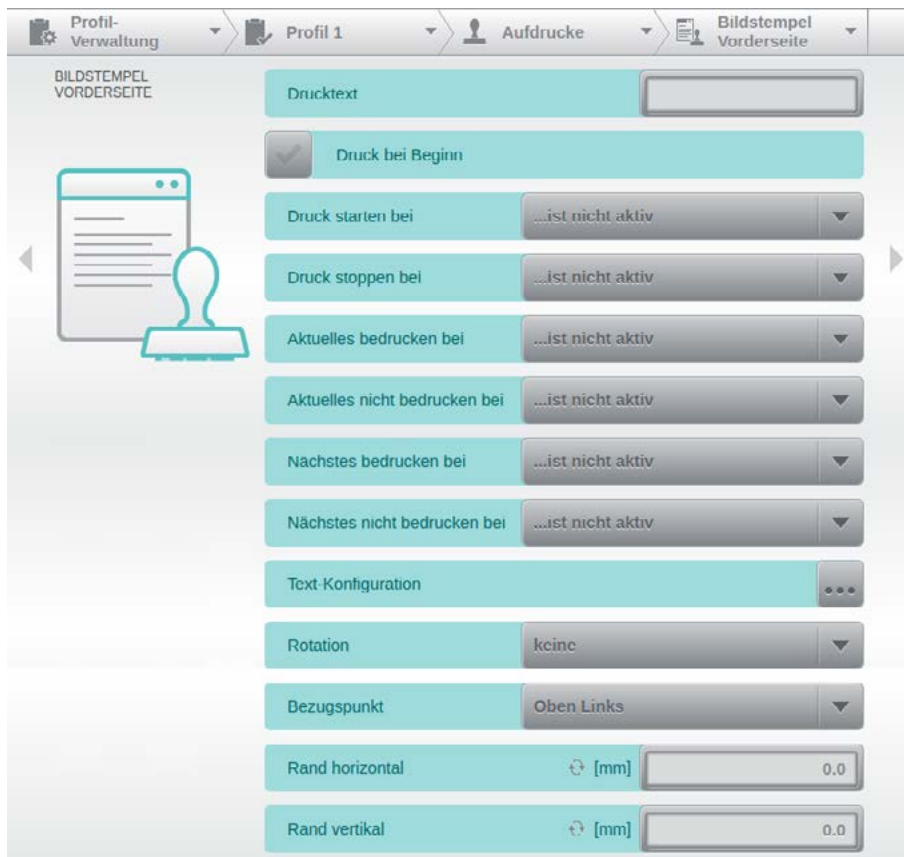 Profil-
Verwaltung
Profil 1
Aufdrucke
Bildstempel
Vorderseite
BILDSTEMPEL
VORDERSEITE
Drucktext
Druck bei Beginn
Druck starten bei
...ist nicht aktiv
Druck stoppen bei
...ist nicht aktiv
Aktuelles bedrucken bei
...ist nicht aktiv
Aktuelles nicht bedrucken bei
...ist nicht aktiv
Nächstes bedrucken bei
...ist nicht aktiv
Nächstes nicht bedrucken bei
...ist nicht aktiv
Text-Konfiguration
...
Rotation
keine
Bezugspunkt
Oben Links
Rand horizontal [mm] 0.0
Rand vertikal [mm] 0.0